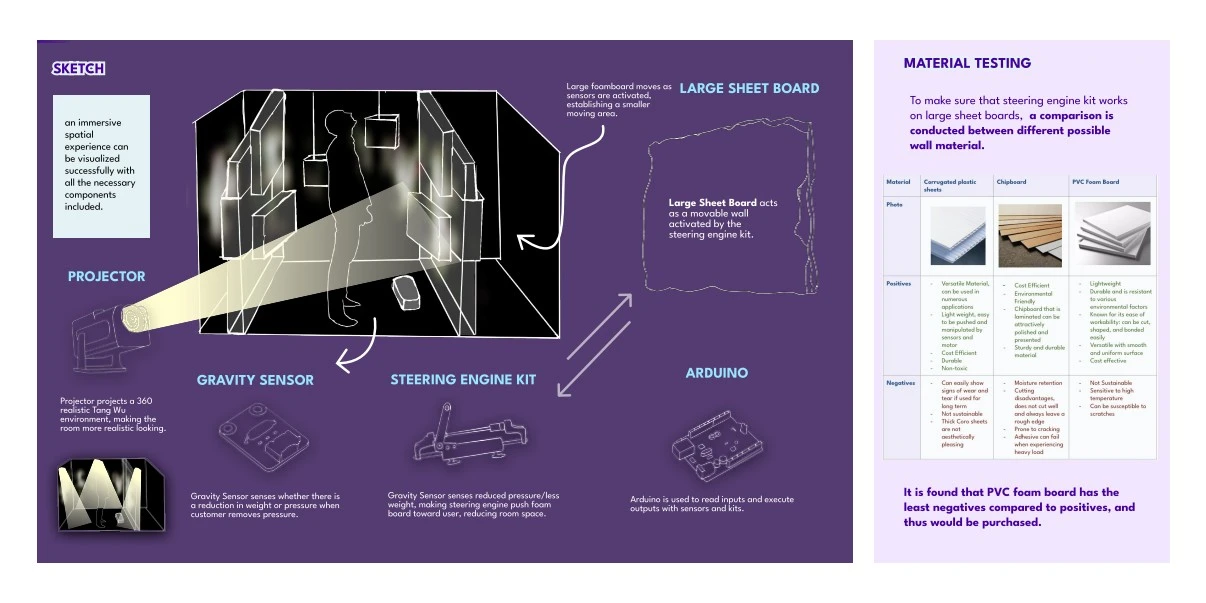 SKETCH
an immersive
spatial
experience can
be visualized
successfully with
all the necessary
components
included.
Large foamboard moves as
sensors are activated,
establishing a smaller
moving area.
LARGE SHEET BOARD
Large Sheet Board acts
as a movable wall
activated by the
steering engine kit.
PROJECTOR
Projector projects a 360
realistic Tang Wu
environment, making the
room more realistic looking.
GRAVITY SENSOR
Gravity Sensor senses whether there is
a reduction in weight or pressure when
customer removes pressure.
STEERING ENGINE KIT
Gravity Sensor senses reduced pressure/less
weight, making steering engine push foam
board toward user, reducing room space.
ARDUINO
Arduino is used to read inputs and execute
outputs with sensors and kits.
MATERIAL TESTING
To make sure that steering engine kit works
on large sheet boards, a comparison is
conducted between different possible
wall material.
Material
Corrugated plastic
sheets
Chipboard
PVC Foam Board
Photo
Positives
- Versatile Material,
can be used in
numerous
applications
- Light weight, easy
to be pushed and
manipulated by
sensors and
motor
- Cost Efficient
- Durable
- Non-toxic
- Cost Efficient
- Environmental
Friendly
- Chipboard that is
laminated can be
attractively
polished and
presented
- Sturdy and durable
material
- Lightweight
- Durable and is resistant
to various
environmental factors
- Known for its ease of
workability: can be cut,
shaped, and bonded
easily
- Versatile with smooth
and uniform surface
- Cost effective
Negatives
- Can easily show
signs of wear and
tear if used for
long term
- Not sustainable
- Thick Coro sheets
are not
aesthetically
pleasing
- Moisture retention
- Cutting
disadvantages,
does not cut well
and always leave a
rough edge
- Prone to cracking
- Adhesive can fail
when experiencing
heavy load
- Not Sustainable
- Sensitive to high
temperature
- Can be susceptible to
scratches
It is found that PVC foam board has the
least negatives compared to positives, and
thus would be purchased.